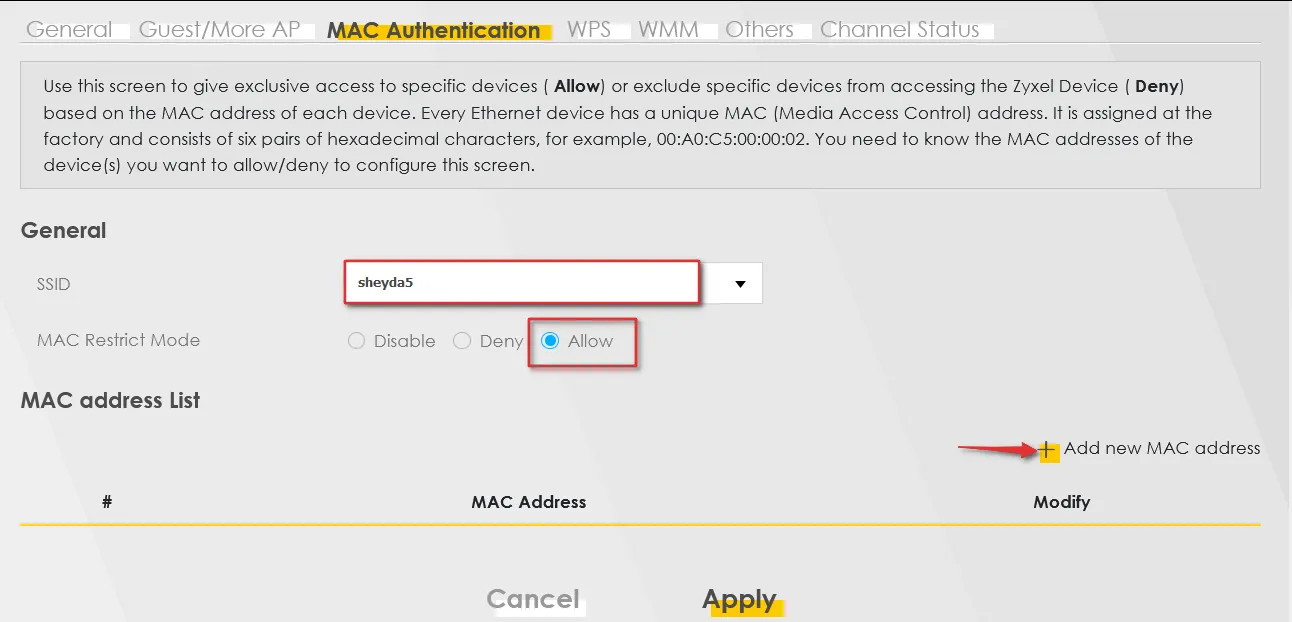 General Guest/More AP MAC Authentication WPS WMM Others Channel Status
Use this screen to give exclusive access to specific devices ( Allow) or exclude specific devices from accessing the Zyxel Device ( Deny)
based on the MAC address of each device. Every Ethernet device has a unique MAC (Media Access Control) address. It is assigned at the
factory and consists of six pairs of hexadecimal characters, for example, 00:A0:C5:00:00:02. You need to know the MAC addresses of the
device(s) you want to allow/deny to configure this screen.
General
SSID sheyda5
MAC Restrict Mode Disable Deny Allow
MAC address List
+ Add new MAC address
# MAC Address Modify
Cancel Apply